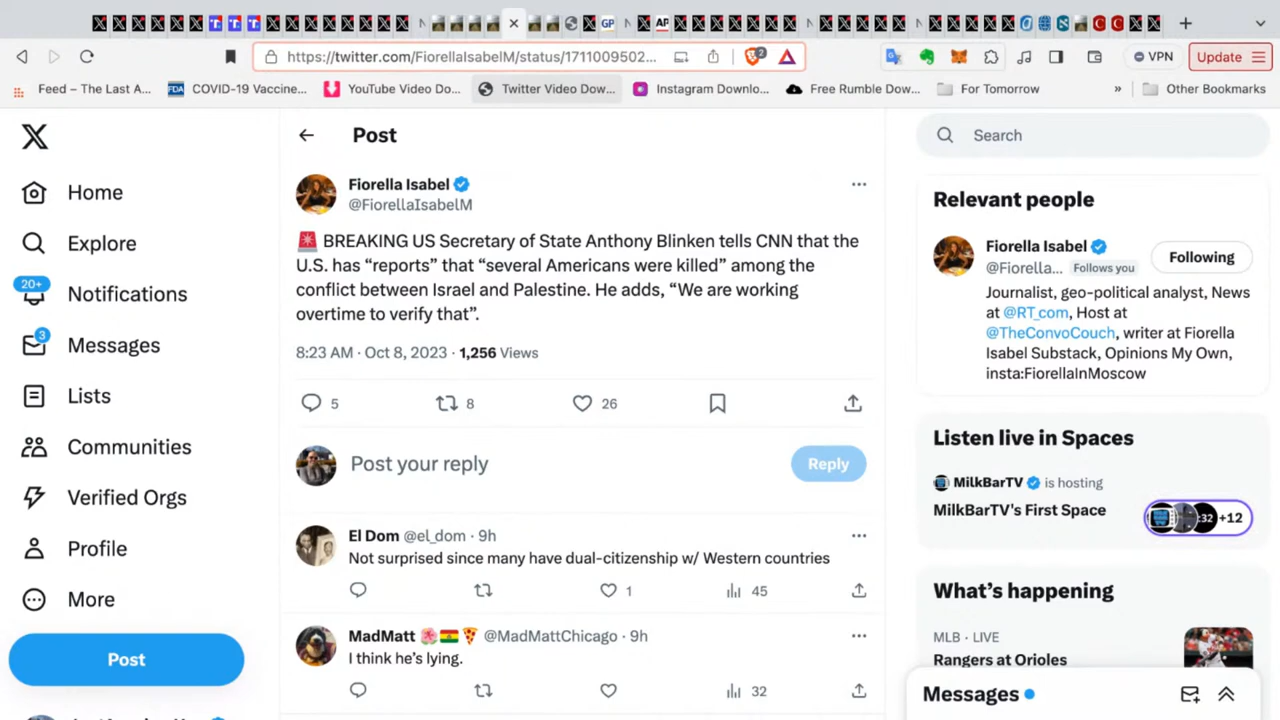 GP
AP
https://twitter.com/FiorellaIsabelM/status/1711009502...
2
VPN
Update
Feed – The Last A...
FDA
COVID-19 Vaccine...
YouTube Video Do...
Twitter Video Dow...
Instagram Downlo...
Free Rumble Dow...
For Tomorrow
»
Other Bookmarks
X
Home
Explore
20+
Notifications
3
Messages
Lists
Communities
Verified Orgs
Profile
More
Post
Post
Fiorella Isabel
@FiorellaIsabelM
BREAKING US Secretary of State Anthony Blinken tells CNN that the
U.S. has “reports” that “several Americans were killed” among the
conflict between Israel and Palestine. He adds, “We are working
overtime to verify that”.
8:23 AM · Oct 8, 2023 · 1,256 Views
5
8
26
Post your reply
Reply
El Dom @el_dom · 9h
Not surprised since many have dual-citizenship w/ Western countries
1
45
MadMatt @MadMattChicago · 9h
I think he’s lying.
32
Search
Relevant people
Fiorella Isabel
@Fiorella... Follows you
Following
Journalist, geo-political analyst, News
at @RT_com, Host at
@TheConvoCouch, writer at Fiorella
Isabel Substack, Opinions My Own,
insta:FiorellaInMoscow
Listen live in Spaces
MilkBarTV is hosting
MilkBarTV's First Space
:32
+12
What’s happening
MLB · LIVE
Rangers at Orioles
Messages